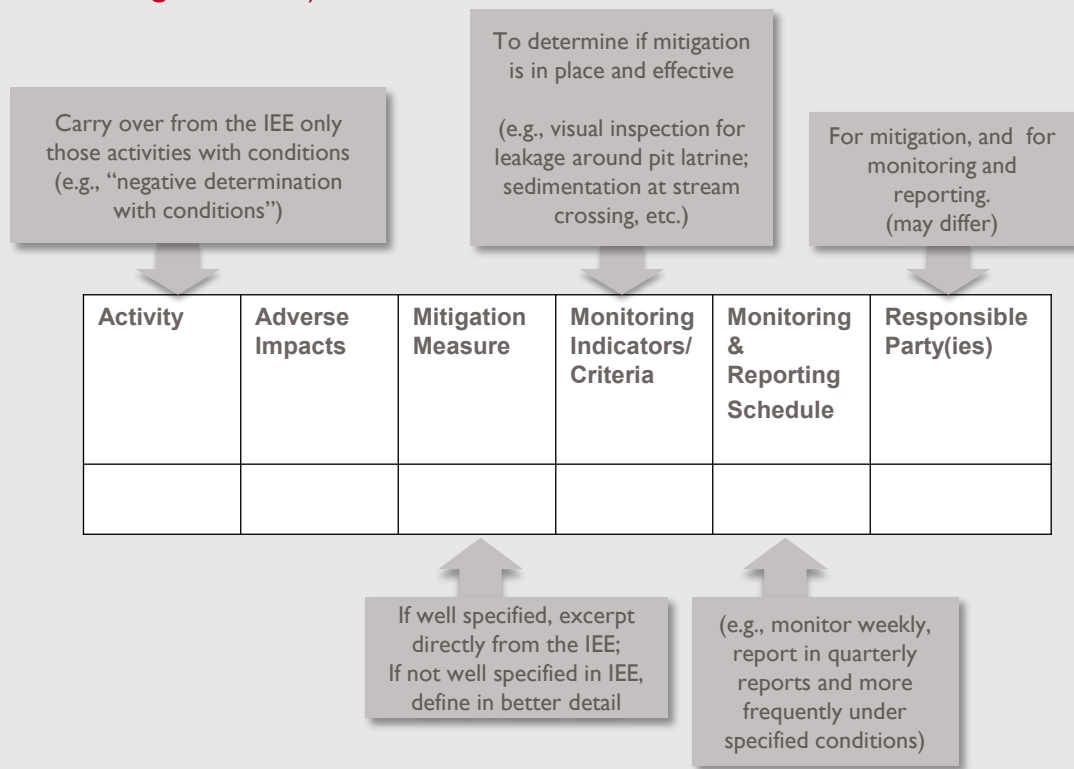 To determine if mitigation
is in place and effective
(e.g., visual inspection for
leakage around pit latrine;
sedimentation at stream
crossing, etc.)
Carry over from the IEE only
those activities with conditions
(e.g., “negative determination
with conditions”)
For mitigation, and for
monitoring and
reporting.
(may differ)
Activity
Adverse
Impacts
Mitigation
Measure
Monitoring
Indicators/
Criteria
Monitoring
&
Reporting
Schedule
Responsible
Party(ies)
If well specified, excerpt
directly from the IEE;
If not well specified in IEE,
define in better detail
(e.g., monitor weekly,
report in quarterly
reports and more
frequently under
specified conditions)